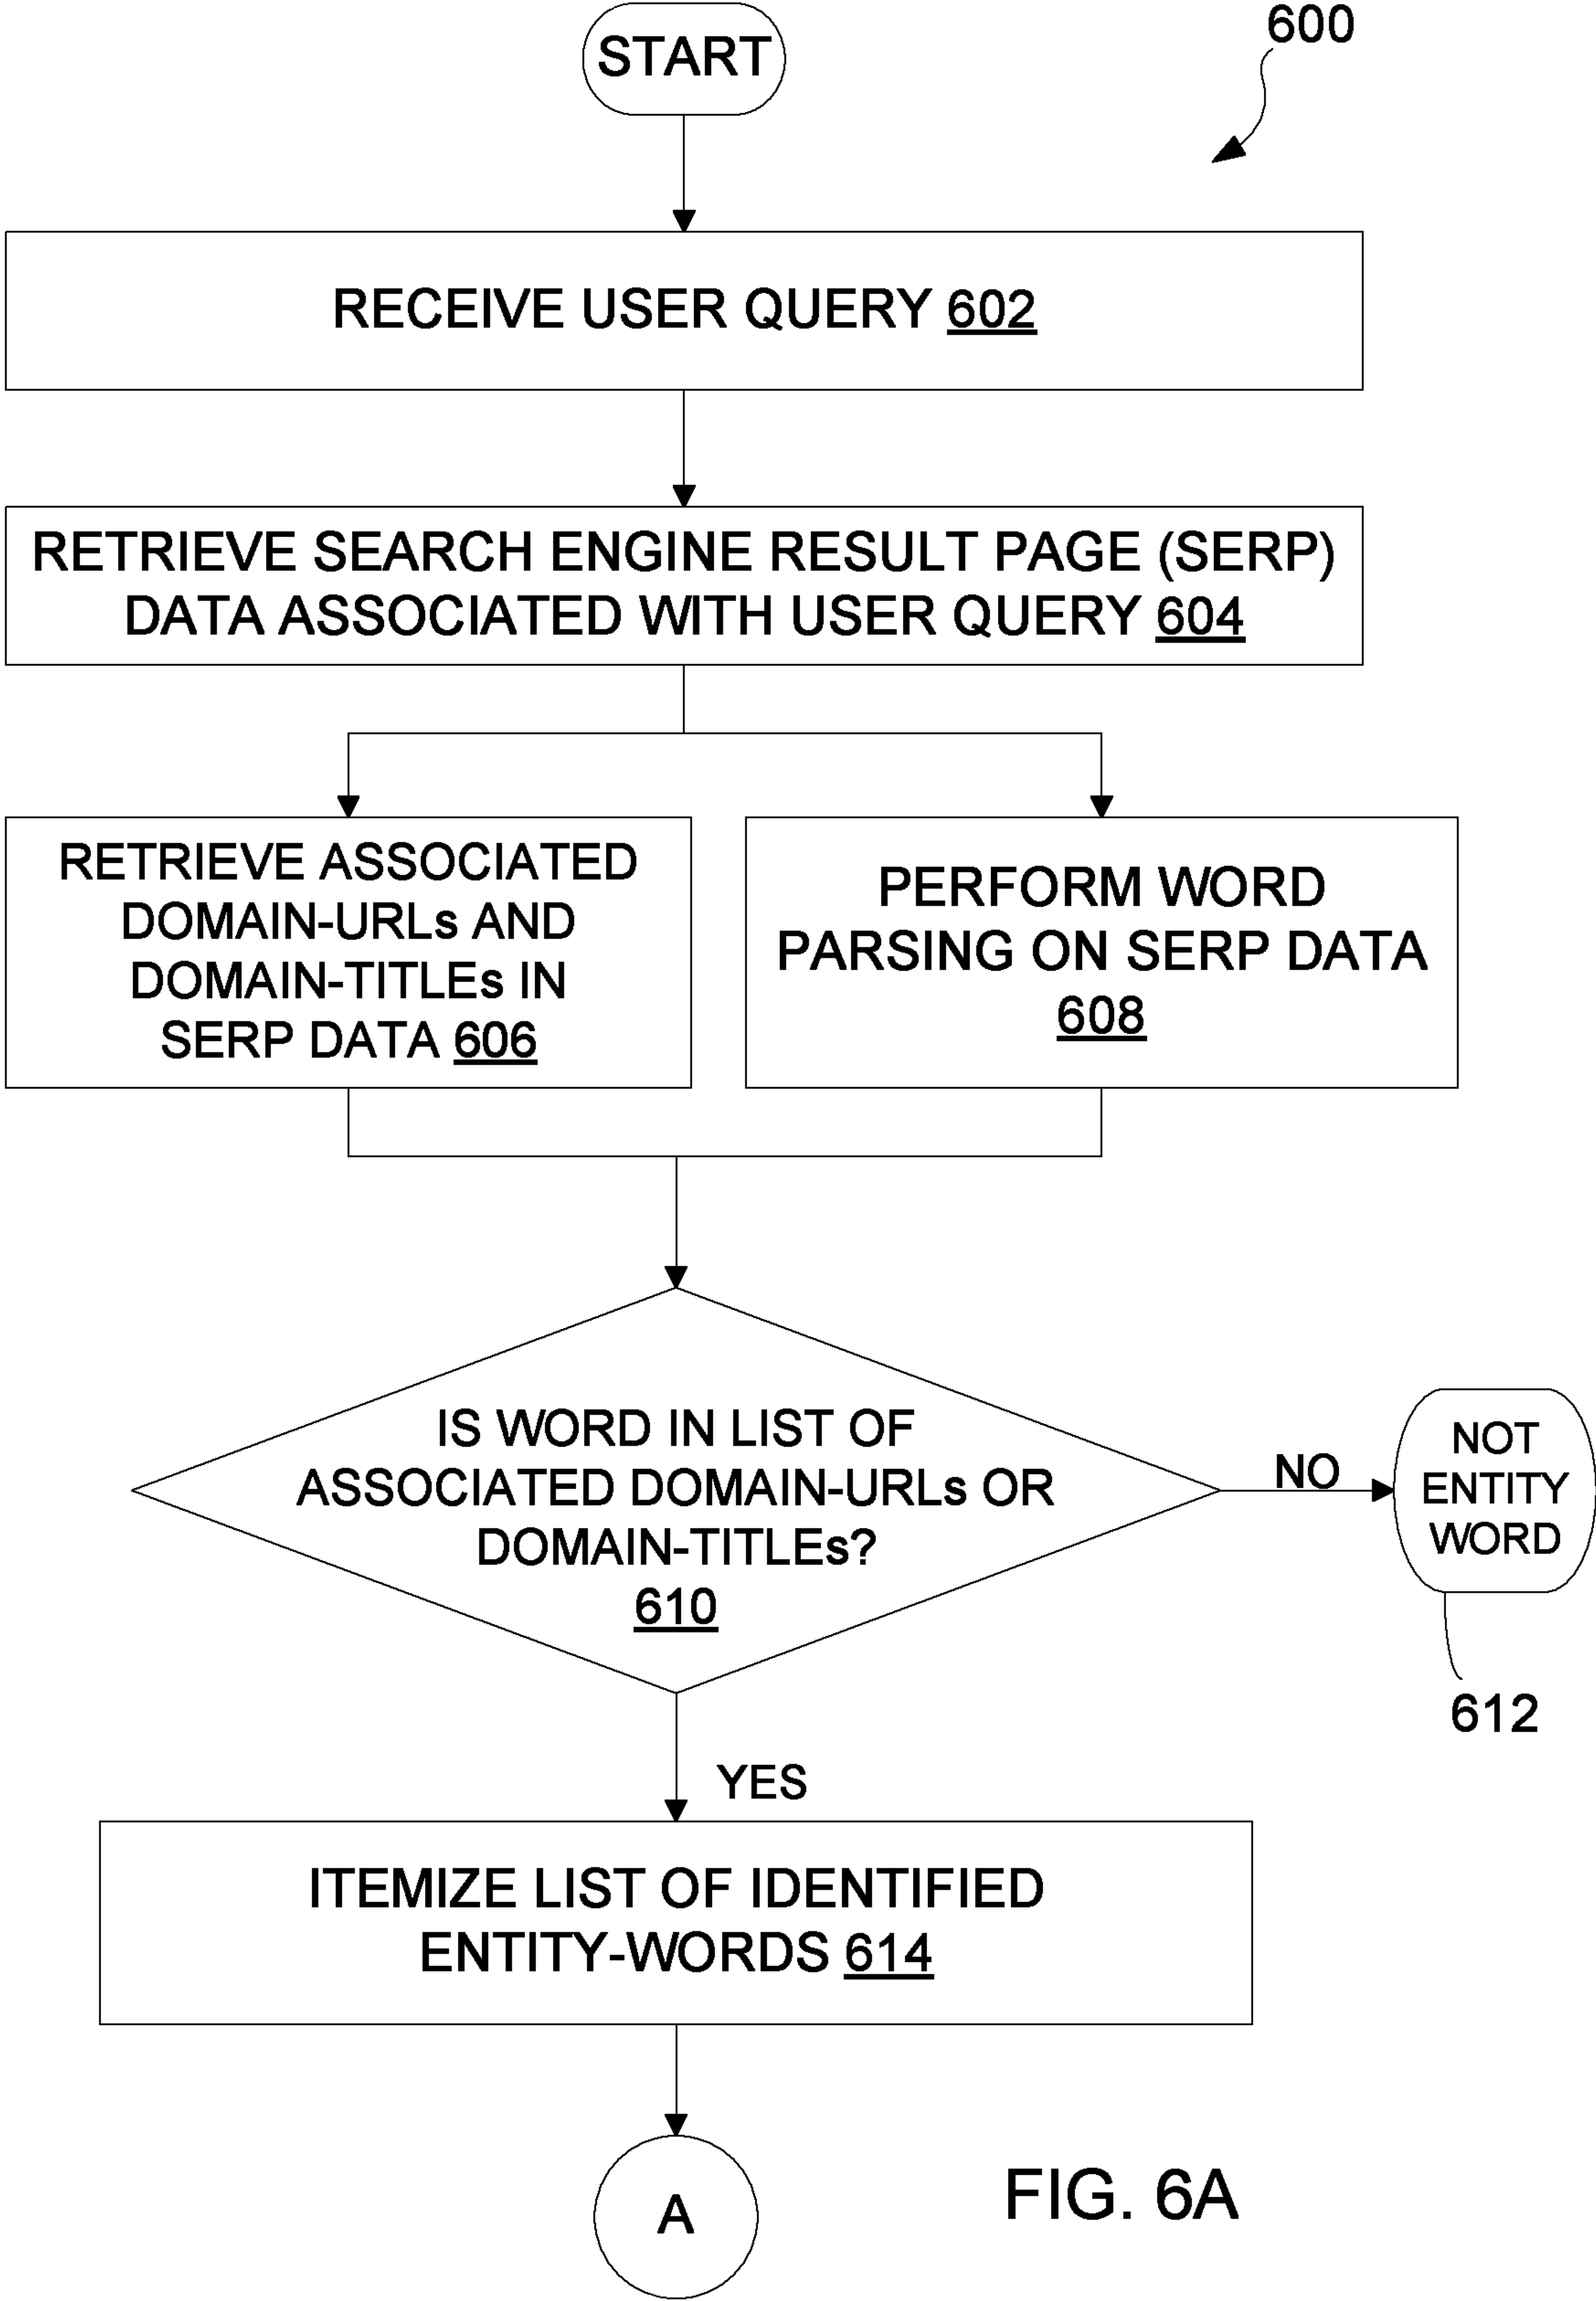 START
600
RECEIVE USER QUERY 602
RETRIEVE SEARCH ENGINE RESULT PAGE (SERP)
DATA ASSOCIATED WITH USER QUERY 604
RETRIEVE ASSOCIATED
DOMAIN-URLs AND
DOMAIN-TITLEs IN
SERP DATA 606
PERFORM WORD
PARSING ON SERP DATA
608
IS WORD IN LIST OF
ASSOCIATED DOMAIN-URLs OR
DOMAIN-TITLEs?
610
NO
NOT
ENTITY
WORD
612
YES
ITEMIZE LIST OF IDENTIFIED
ENTITY-WORDS 614
A
FIG. 6A